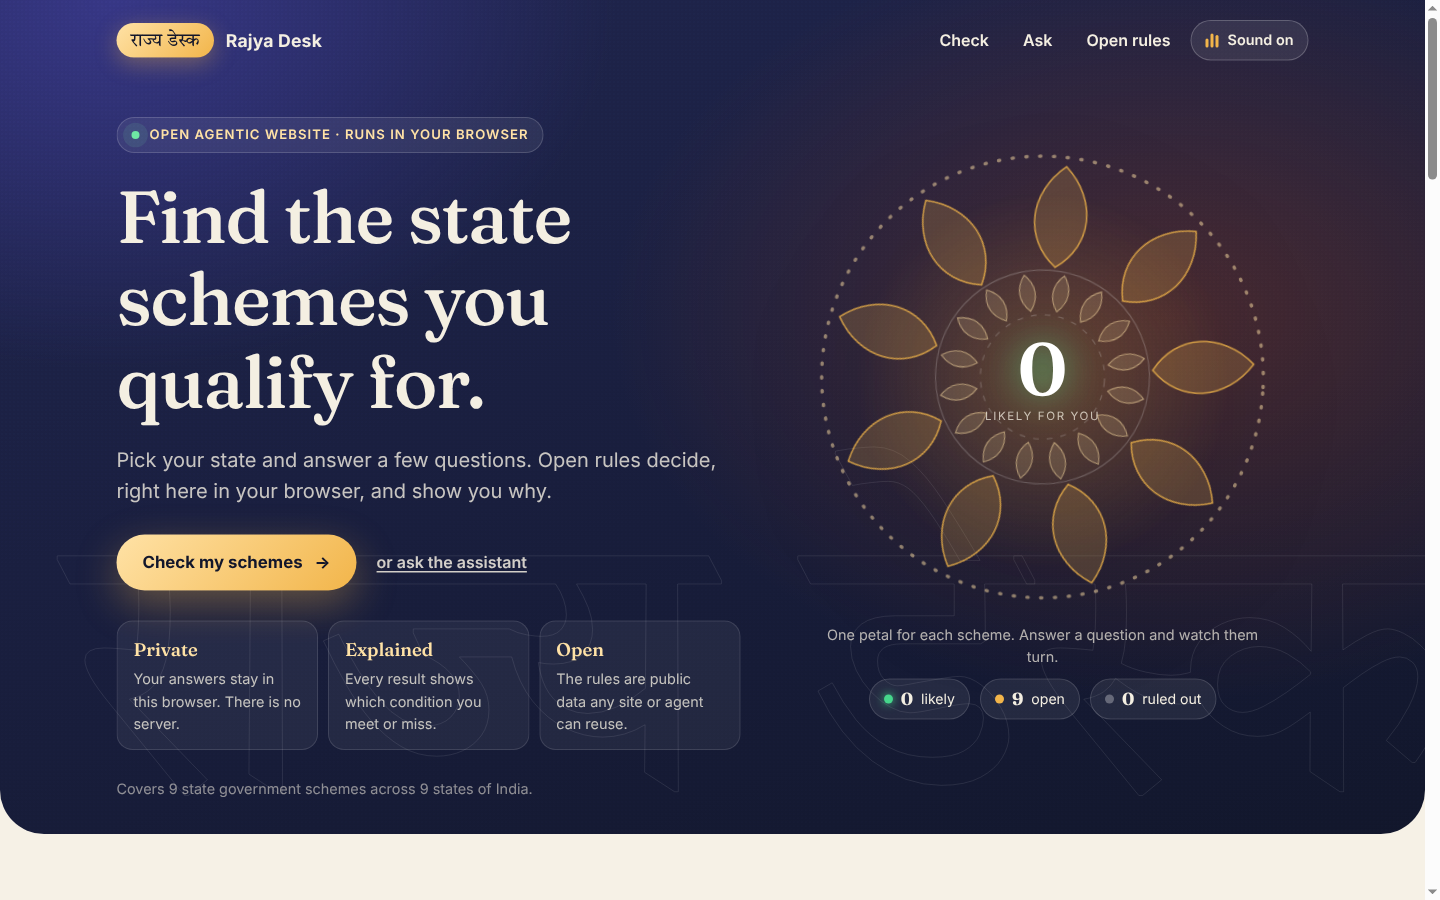 राज्य डेस्क Rajya Desk
Check Ask Open rules Sound on
OPEN AGENTIC WEBSITE · RUNS IN YOUR BROWSER
Find the state
schemes you
qualify for.
Pick your state and answer a few questions. Open rules decide,
right here in your browser, and show you why.
Check my schemes →
or ask the assistant
Private
Your answers stay in
this browser. There is no
server.
Explained
Every result shows
which condition you
meet or miss.
Open
The rules are public
data any site or agent
can reuse.
Covers 9 state government schemes across 9 states of India.
0
LIKELY FOR YOU
One petal for each scheme. Answer a question and watch them
turn.
0 likely
9 open
0 ruled out